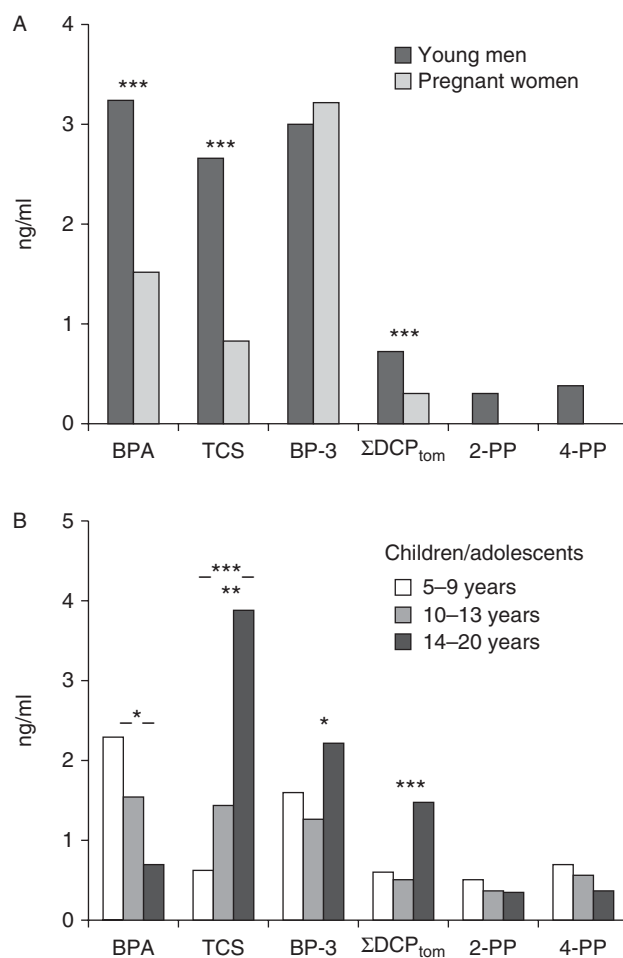 A
4
3
2
1
0
ng/ml
Young men
Pregnant women
***
***
***
BPA TCS BP-3 ΣDCPtom 2-PP 4-PP
B
5
4
3
2
1
0
ng/ml
Children/adolescents
5–9 years
10–13 years
14–20 years
– *** –
**
– * –
*
***
BPA TCS BP-3 ΣDCPtom 2-PP 4-PP